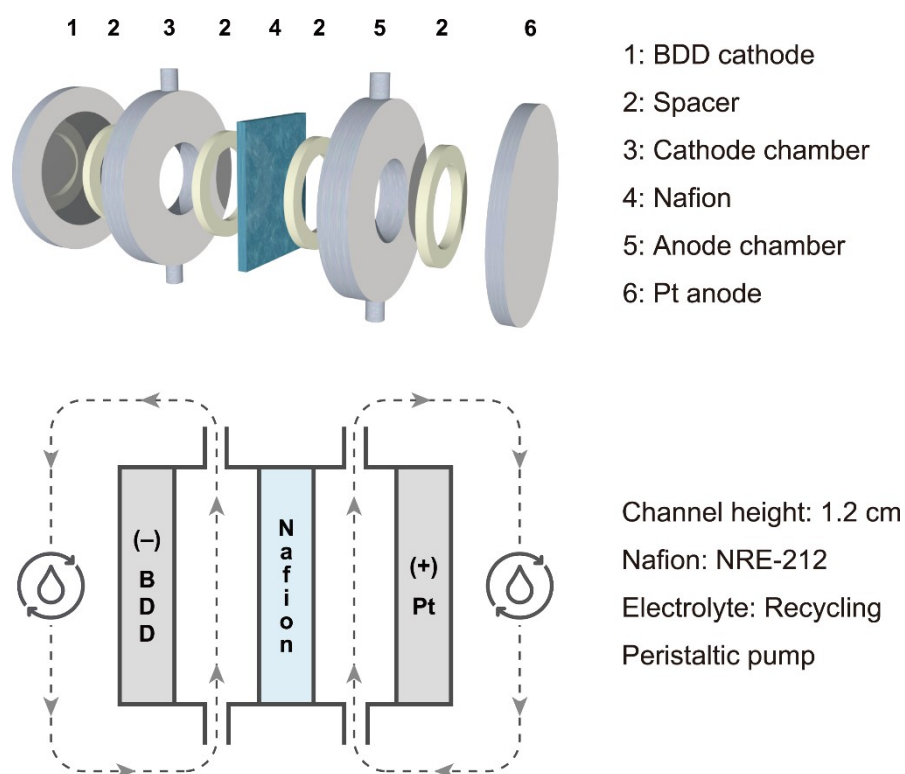 1 2 3 2 4 2 5 2 6
1: BDD cathode
2: Spacer
3: Cathode chamber
4: Nafion
5: Anode chamber
6: Pt anode
(–)
BDD
Nafion
(+)
Pt
Channel height: 1.2 cm
Nafion: NRE-212
Electrolyte: Recycling
Peristaltic pump